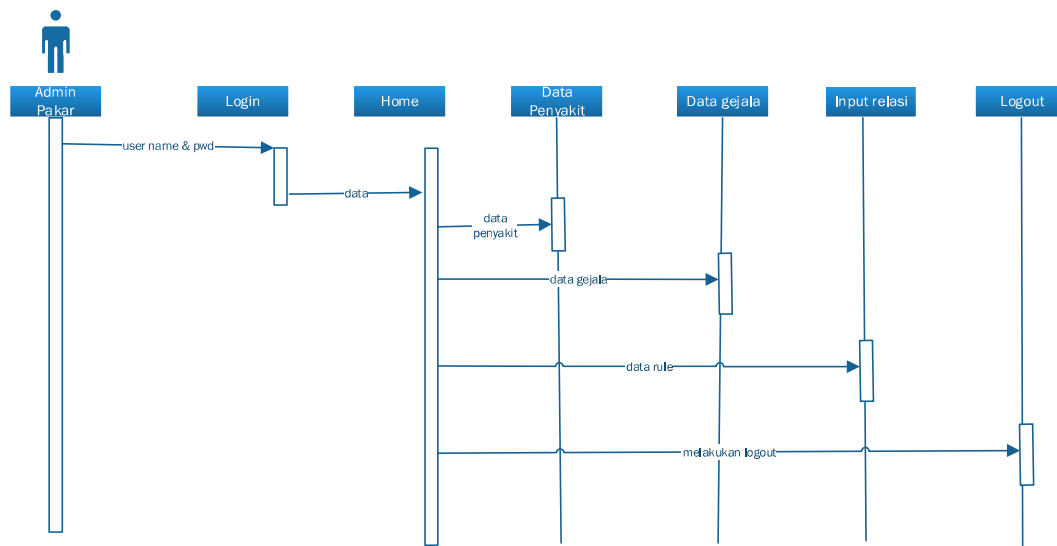 Admin
Pakar
Login
Home
Data
Penyakit
Data gejala
Input relasi
Logout
user name & pwd
data
data
penyakit
data gejala
data rule
melakukan logout